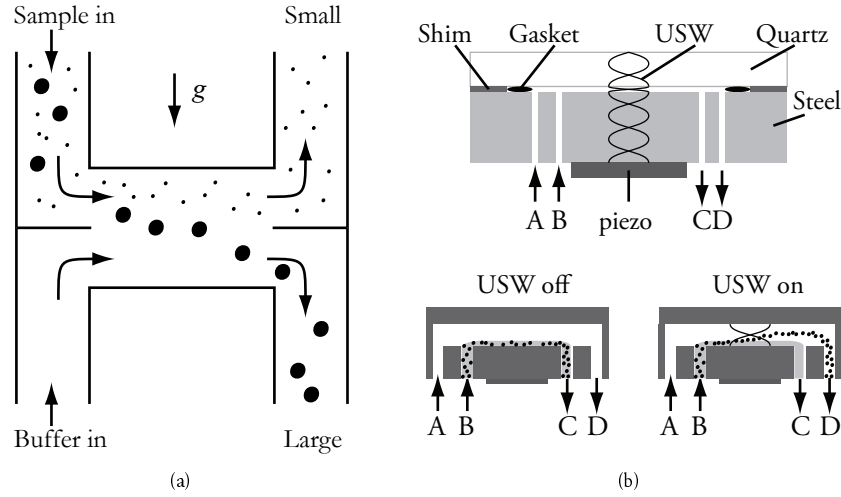 Sample in
Small
g
Buffer in
Large
(a)
Shim
Gasket
USW
Quartz
Steel
A B
piezo
CD
USW off
A B C D
USW on
A B C D
(b)